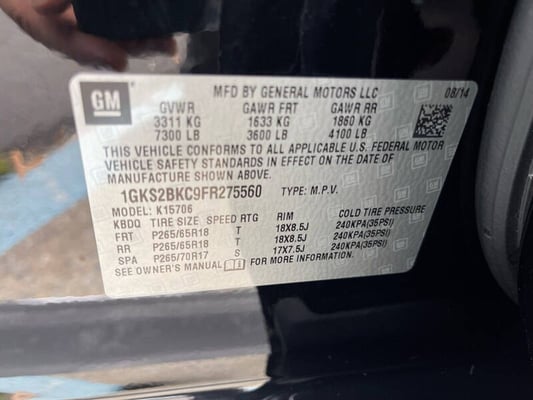 GM
MFD BY GENERAL MOTORS LLC 08/14
GVWR GAWR FRT GAWR RR
3311 KG 1633 KG 1860 KG
7300 LB 3600 LB 4100 LB
THIS VEHICLE CONFORMS TO ALL APPLICABLE U.S. FEDERAL MOTOR
VEHICLE SAFETY STANDARDS IN EFFECT ON THE DATE OF
MANUFACTURE SHOWN ABOVE.
1GKS2BKC9FR275560 TYPE: M.P.V.
MODEL: K15706
KBDQ TIRE SIZE SPEED RTG RIM COLD TIRE PRESSURE
FRT P265/65R18 T 18X8.5J 240KPA(35PSI)
RR P265/65R18 T 18X8.5J 240KPA(35PSI)
SPA P265/70R17 S 17X7.5J 240KPA(35PSI)
SEE OWNER'S MANUAL FOR MORE INFORMATION.